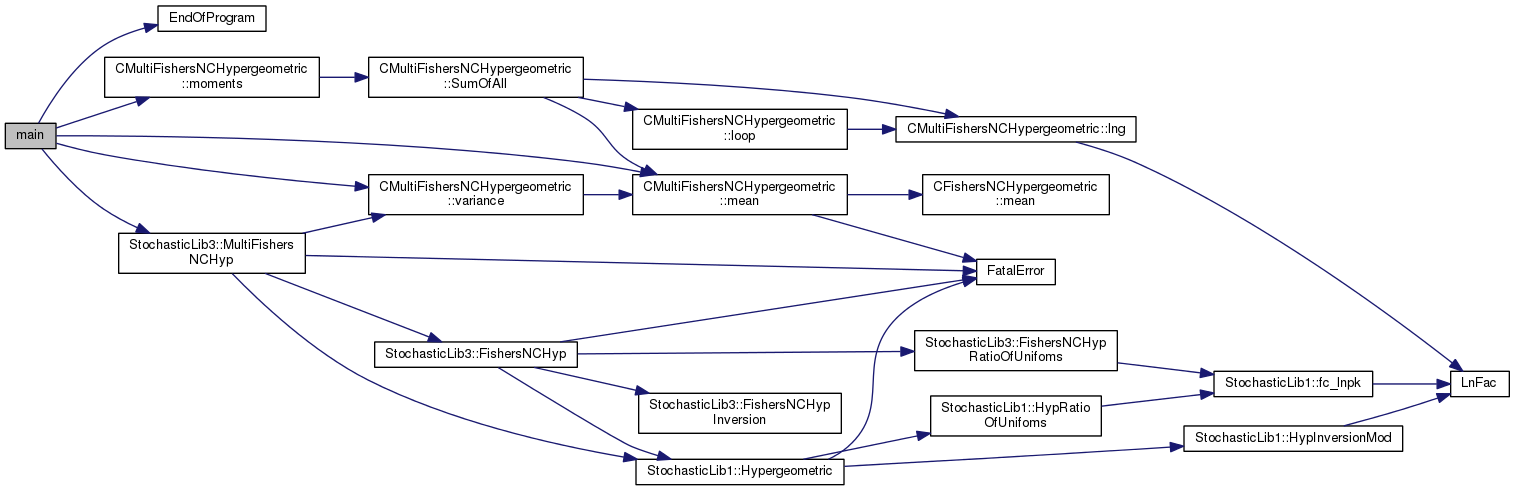 EndOfProgram
CMultiFishersNCHypergeometric
::moments
CMultiFishersNCHypergeometric
::SumOfAll
main
CMultiFishersNCHypergeometric
::loop
CMultiFishersNCHypergeometric::lng
CMultiFishersNCHypergeometric
::variance
CMultiFishersNCHypergeometric
::mean
CFishersNCHypergeometric
::mean
StochasticLib3::MultiFishers
NCHyp
FatalError
StochasticLib3::FishersNCHyp
StochasticLib3::FishersNCHyp
RatioOfUnifoms
StochasticLib1::fc_lnpk
LnFac
StochasticLib3::FishersNCHyp
Inversion
StochasticLib1::HypRatio
OfUnifoms
StochasticLib1::HypInversionMod
StochasticLib1::Hypergeometric